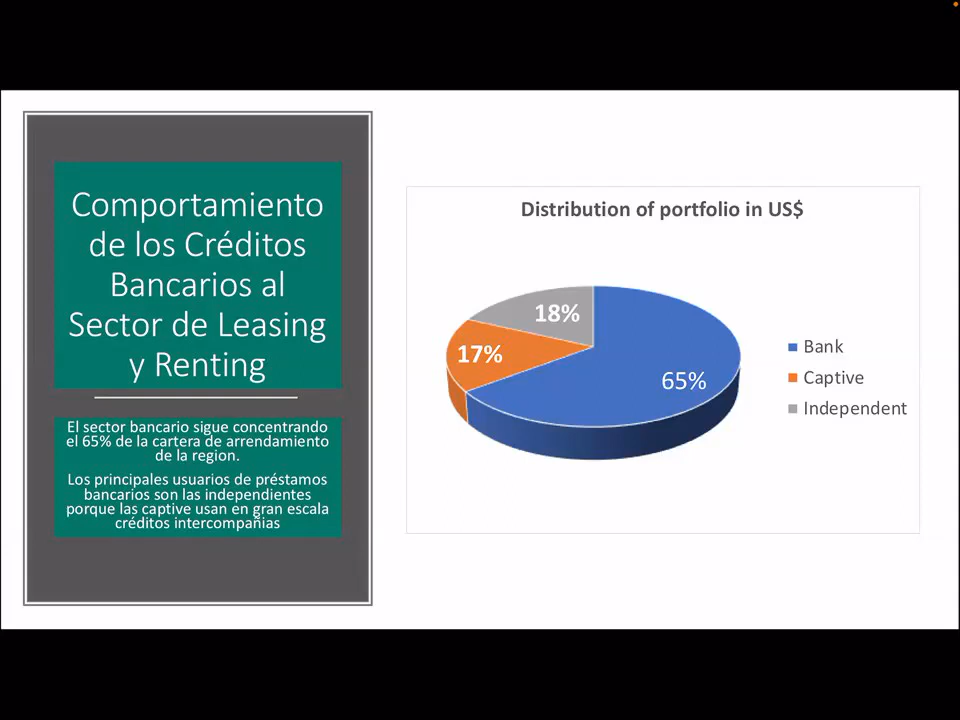 Comportamiento
de los Créditos
Bancarios al
Sector de Leasing
y Renting
El sector bancario sigue concentrando
el 65% de la cartera de arrendamiento
de la region.
Los principales usuarios de préstamos
bancarios son las independientes
porque las captive usan en gran escala
créditos intercompañias
Distribution of portfolio in US$
18%
17%
65%
Bank
Captive
Independent